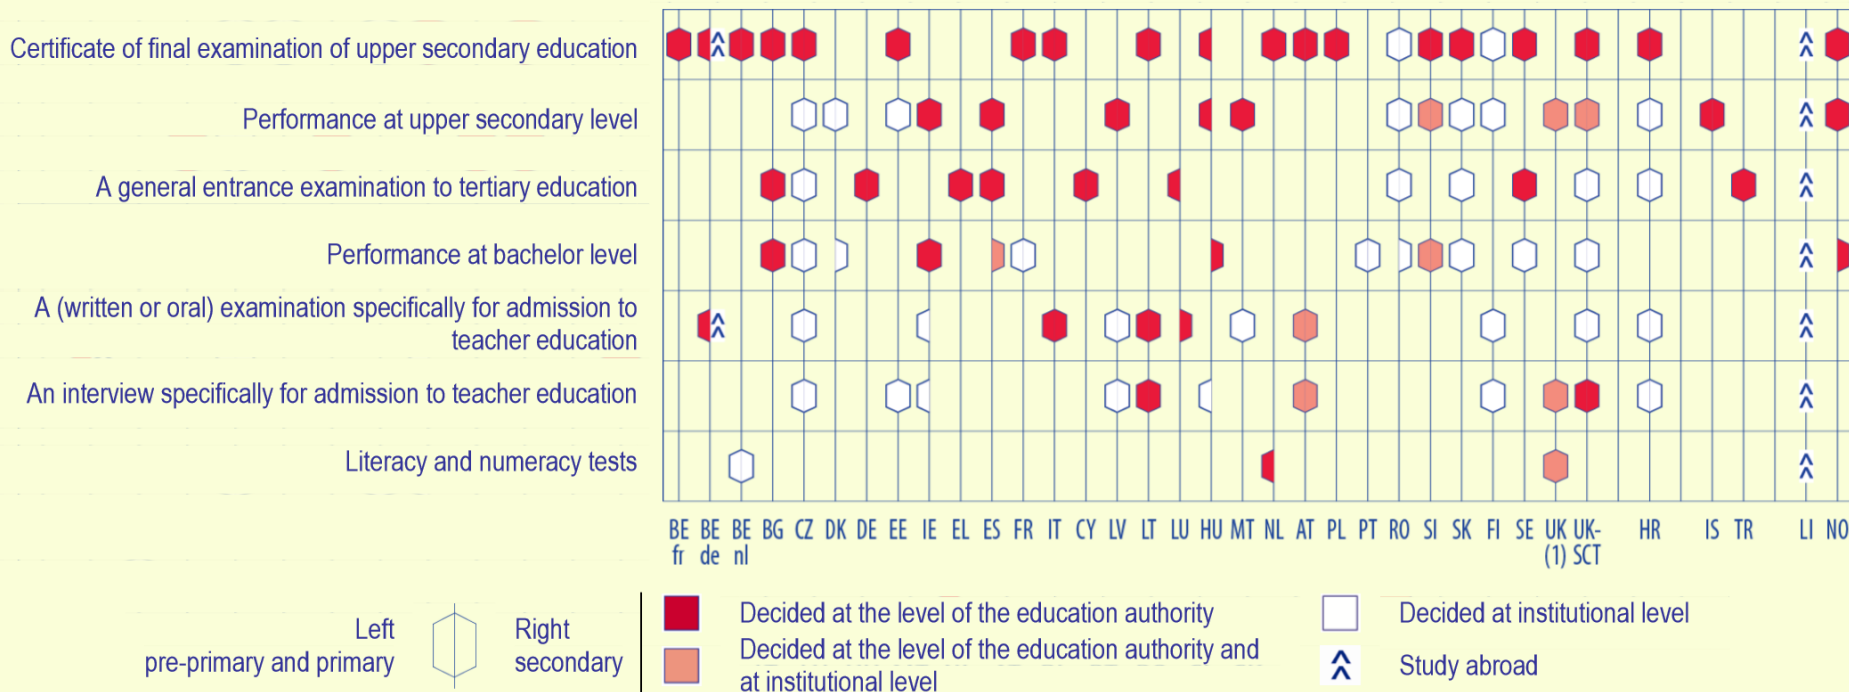 Certificate of final examination of upper secondary education
Performance at upper secondary level
A general entrance examination to tertiary education
Performance at bachelor level
A (written or oral) examination specifically for admission to
teacher education
An interview specifically for admission to teacher education
Literacy and numeracy tests
BE BE BE BG CZ DK DE EE IE EL ES FR IT CY LV LT LU HU MT NL AT PL PT RO SI SK FI SE UK UK- HR IS TR LI NO
fr de nl (1) SCT
Left
pre-primary and primary
Right
secondary
Decided at the level of the education authority
Decided at the level of the education authority and
at institutional level
Decided at institutional level
Study abroad